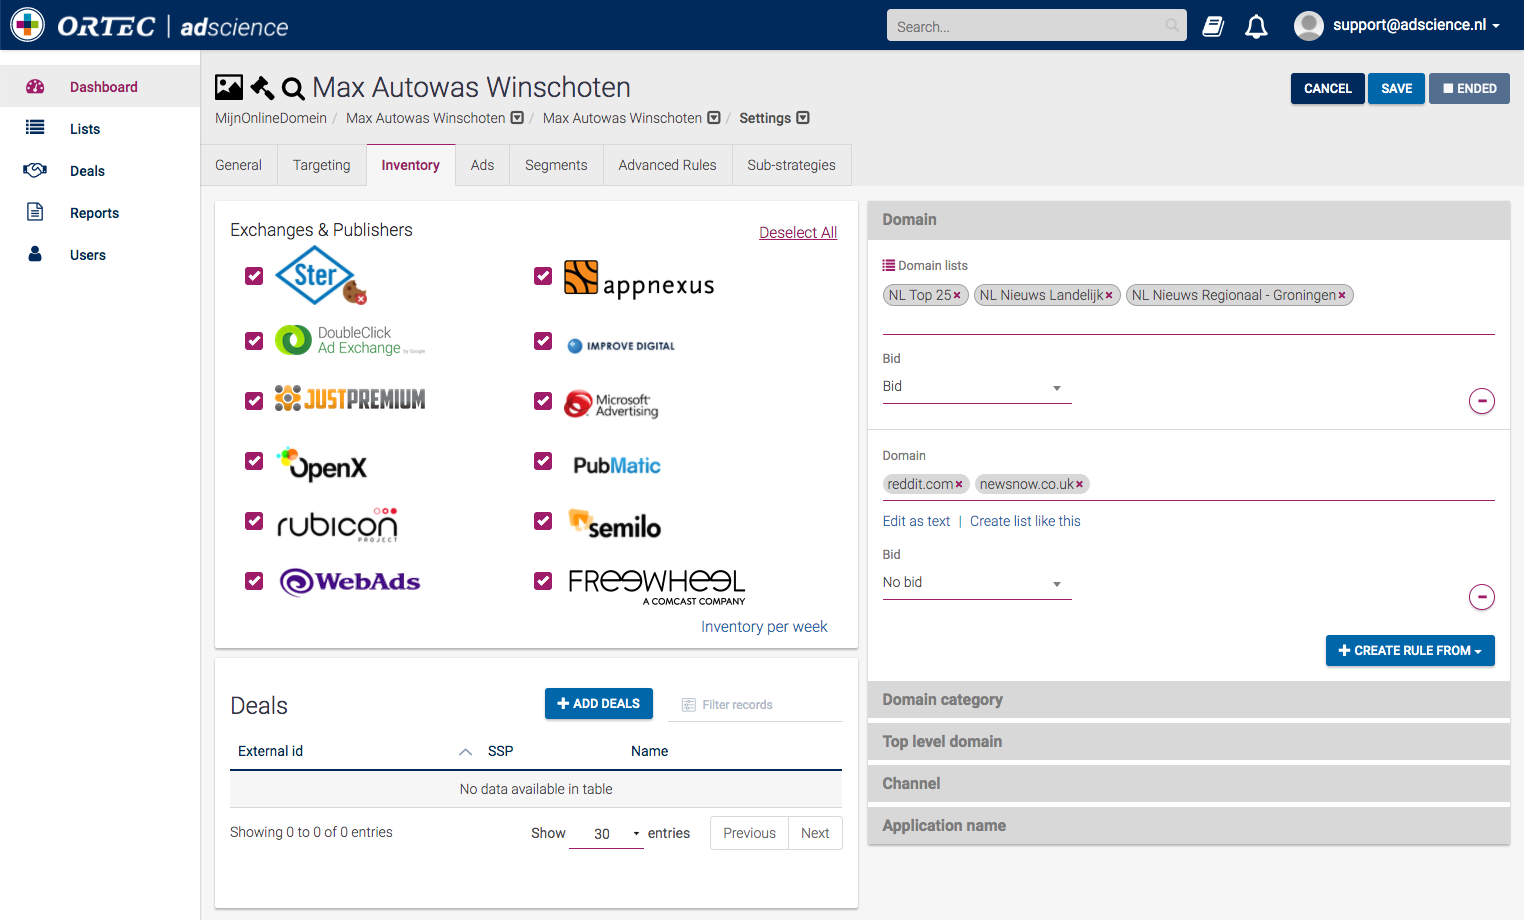 ORTEC | adscience
Search...
support@adscience.nl
Dashboard
Lists
Deals
Reports
Users
Max Autowas Winschoten
MijnOnlineDomein / Max Autowas Winschoten / Max Autowas Winschoten / Settings
CANCEL
SAVE
ENDED
General
Targeting
Inventory
Ads
Segments
Advanced Rules
Sub-strategies
Exchanges & Publishers
Deselect All
Ster
appnexus
DoubleClick
Ad Exchange by Google
IMPROVE DIGITAL
JUSTPREMIUM
Microsoft
Advertising
OpenX
PubMatic
rubicon
PROJECT
semilo
WebAds
FREEWHEEL
A COMCAST COMPANY
Inventory per week
Deals
ADD DEALS
Filter records
External id
SSP
Name
No data available in table
Showing 0 to 0 of 0 entries
Show 30 entries
Previous
Next
Domain
Domain lists
NL Top 25
NL Nieuws Landelijk
NL Nieuws Regionaal - Groningen
Bid
Bid
Domain
reddit.com
newsnow.co.uk
Edit as text | Create list like this
Bid
No bid
CREATE RULE FROM
Domain category
Top level domain
Channel
Application name